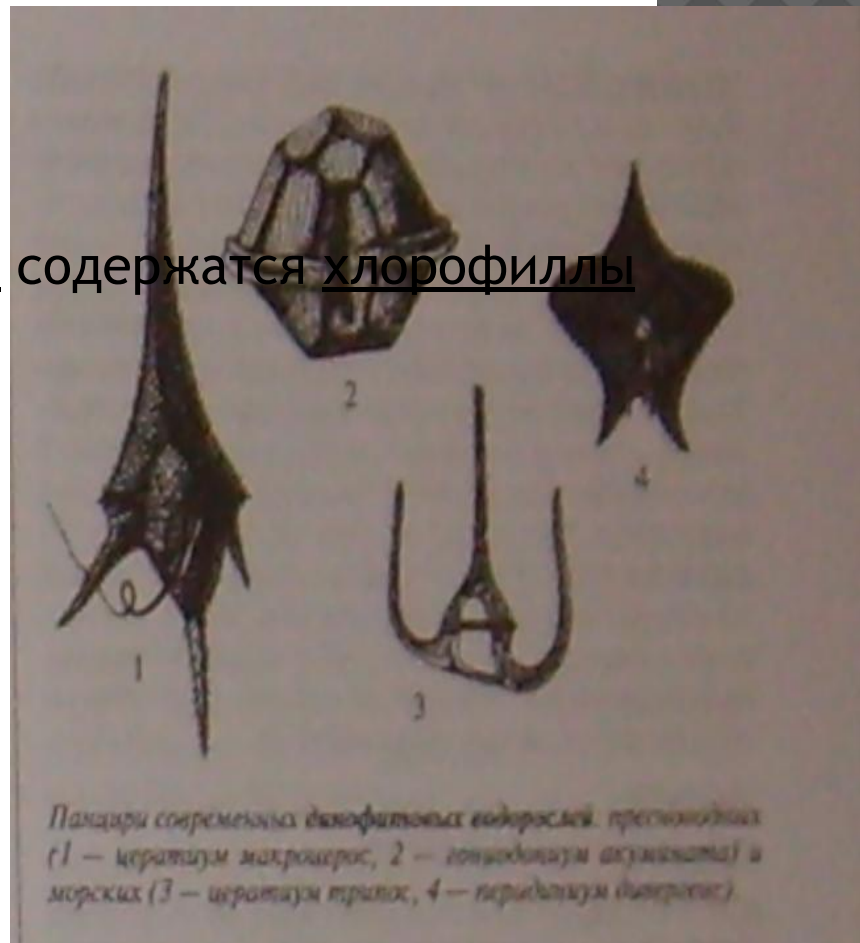 содержатся хлорофиллы
2
4
1
3
Панцири современных динофитовых водорослей: пресноводных
(1 — цератиум макроцерос, 2 — гониодониум акумината) и
морских (3 — цератиум трипос, 4 — перидиниум дивергенс).